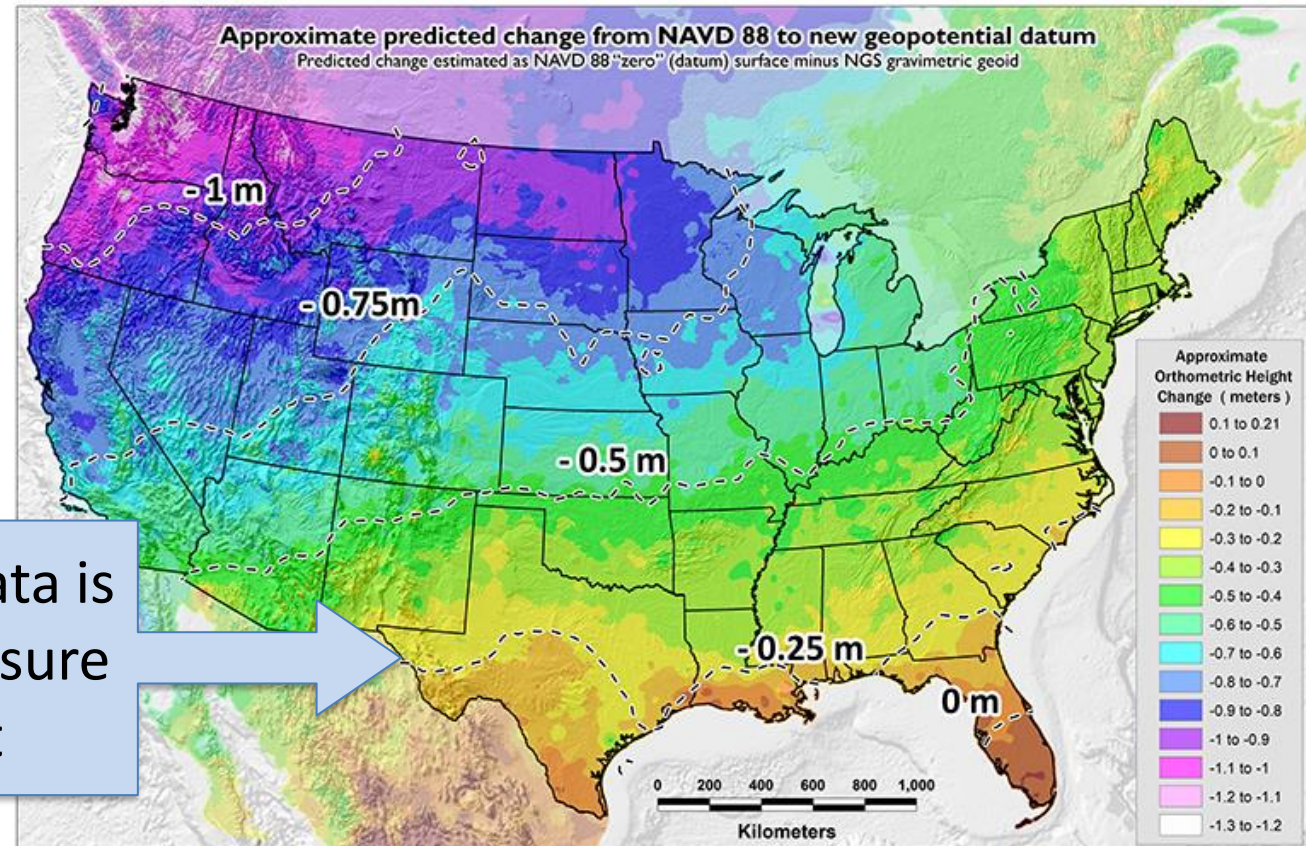 Approximate predicted change from NAVD 88 to new geopotential datum
Predicted change estimated as NAVD 88 "zero" (datum) surface minus NGS gravimetric geoid
- 1 m
- 0.75m
- 0.5 m
- 0.25 m
0 m
ata is
sure
t
0 200 400 600 800 1,000
Kilometers
Approximate
Orthometric Height
Change ( meters )
0.1 to 0.21
0 to 0.1
-0.1 to 0
-0.2 to -0.1
-0.3 to -0.2
-0.4 to -0.3
-0.5 to -0.4
-0.6 to -0.5
-0.7 to -0.6
-0.8 to -0.7
-0.9 to -0.8
-1 to -0.9
-1.1 to -1
-1.2 to -1.1
-1.3 to -1.2